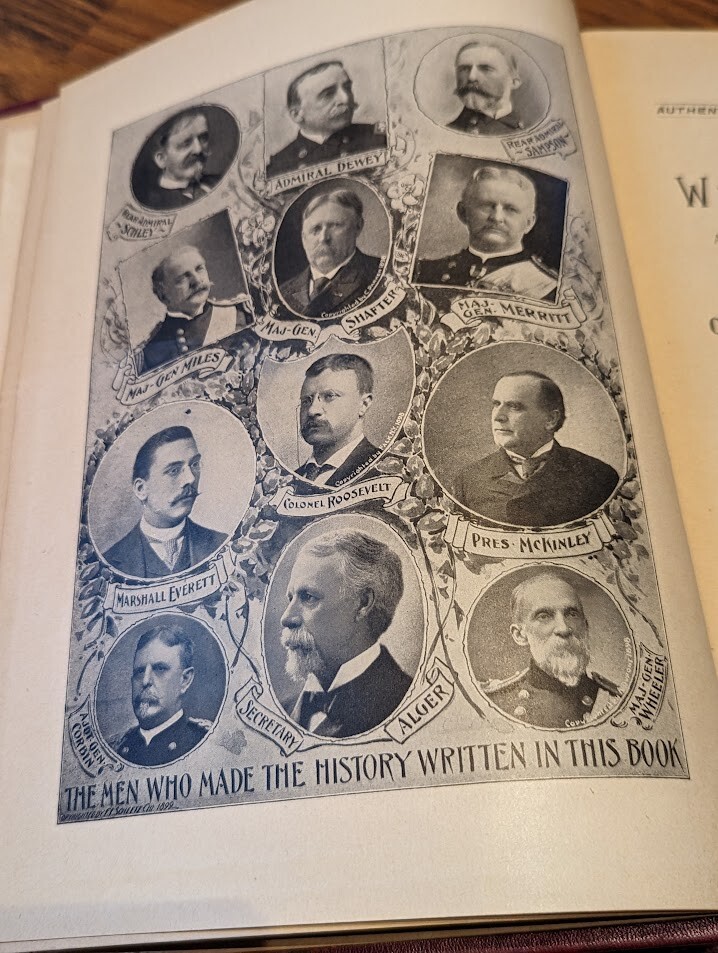 REAR ADMIRAL
SCHLEY
ADMIRAL DEWEY
REAR ADMIRAL
SAMPSON
MAJ-GEN MILES
MAJ-GEN. SHAFTER
MAJ-
GEN. MERRITT
COLONEL ROOSEVELT
MARSHALL EVERETT
PRES. McKINLEY
ADJT-GEN.
CORBIN
SECRETARY ALGER
MAJ-GEN.
WHEELER
THE MEN WHO MADE THE HISTORY WRITTEN IN THIS BOOK
AUTHEN
W